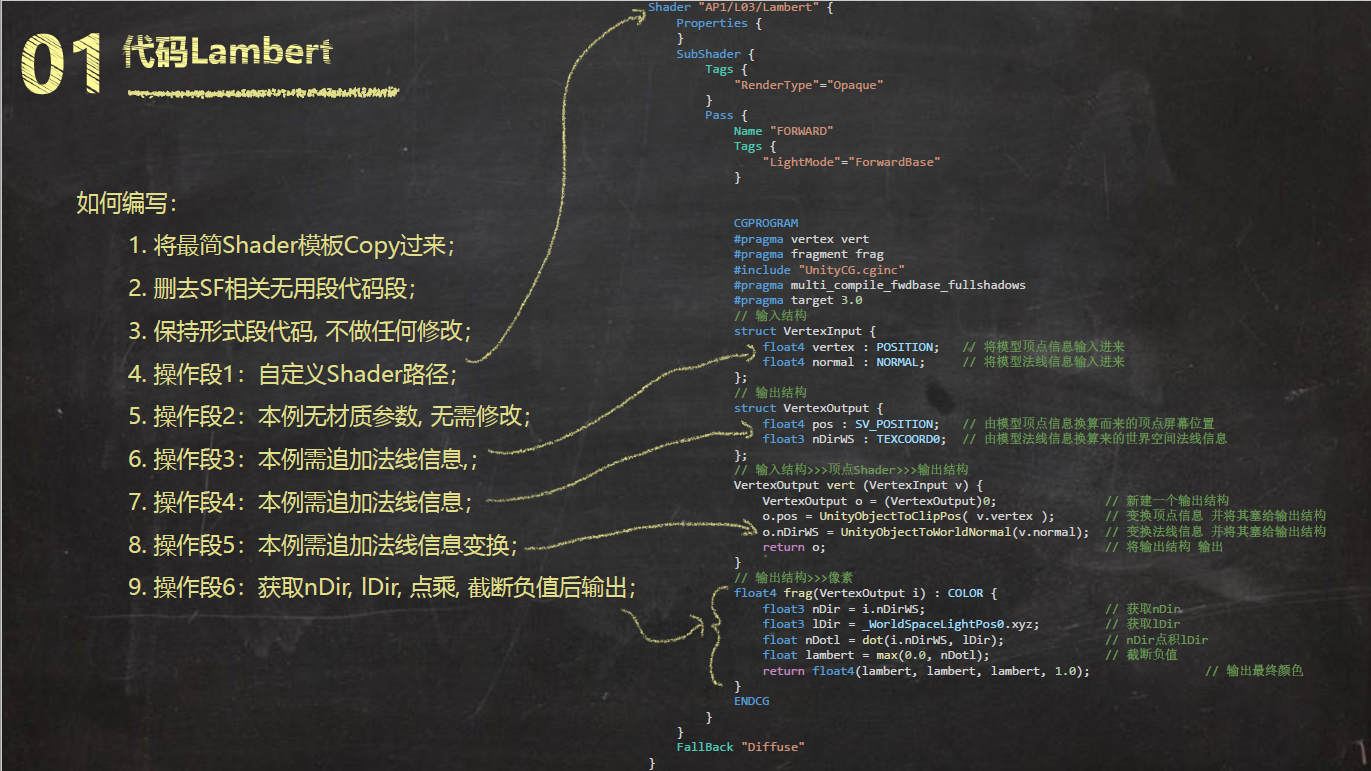 01 代码Lambert
如何编写：
1. 将最简Shader模板Copy过来；
2. 删去SF相关无用段代码段；
3. 保持形式段代码, 不做任何修改；
4. 操作段1：自定义Shader路径；
5. 操作段2：本例无材质参数, 无需修改；
6. 操作段3：本例需追加法线信息,；
7. 操作段4：本例需追加法线信息；
8. 操作段5：本例需追加法线信息变换；
9. 操作段6：获取nDir, lDir, 点乘, 截断负值后输出；
Shader "AP1/L03/Lambert" {
Properties {
}
SubShader {
Tags {
"RenderType"="Opaque"
}
Pass {
Name "FORWARD"
Tags {
"LightMode"="ForwardBase"
}
CGPROGRAM
#pragma vertex vert
#pragma fragment frag
#include "UnityCG.cginc"
#pragma multi_compile_fwdbase_fullshadows
#pragma target 3.0
// 输入结构
struct VertexInput {
float4 vertex : POSITION; // 将模型顶点信息输入进来
float4 normal : NORMAL; // 将模型法线信息输入进来
};
// 输出结构
struct VertexOutput {
float4 pos : SV_POSITION; // 由模型顶点信息换算而来的顶点屏幕位置
float3 nDirWS : TEXCOORD0; // 由模型法线信息换算来的世界空间法线信息
};
// 输入结构>>>顶点Shader>>>输出结构
VertexOutput vert (VertexInput v) {
VertexOutput o = (VertexOutput)0; // 新建一个输出结构
o.pos = UnityObjectToClipPos( v.vertex ); // 变换顶点信息 并将其塞给输出结构
o.nDirWS = UnityObjectToWorldNormal(v.normal); // 变换法线信息 并将其塞给输出结构
return o; // 将输出结构 输出
}
// 输出结构>>>像素
float4 frag(VertexOutput i) : COLOR {
float3 nDir = i.nDirWS; // 获取nDir
float3 lDir = _WorldSpaceLightPos0.xyz; // 获取lDir
float nDotl = dot(i.nDirWS, lDir); // nDir点积lDir
float lambert = max(0.0, nDotl); // 截断负值
return float4(lambert, lambert, lambert, 1.0); // 输出最终颜色
}
ENDCG
}
}
FallBack "Diffuse"
}